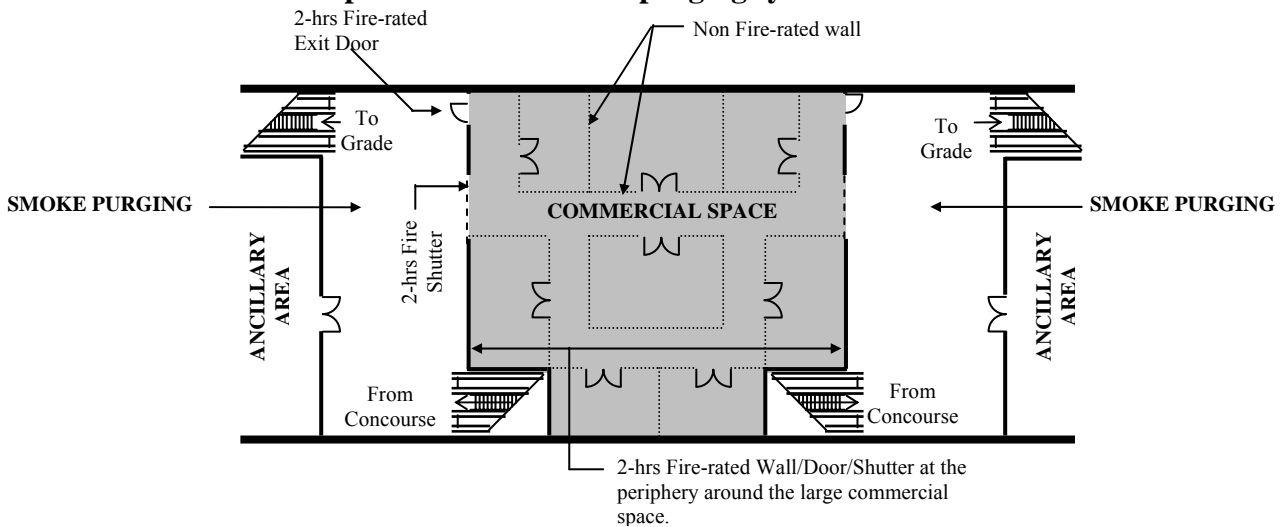 2-hrs Fire-rated
Exit Door
Non Fire-rated wall
To
Grade
To
Grade
SMOKE PURGING
COMMERCIAL SPACE
SMOKE PURGING
2-hrs Fire
Shutter
ANCILLARY
AREA
ANCILLARY
AREA
From
Concourse
From
Concourse
2-hrs Fire-rated Wall/Door/Shutter at the
periphery around the large commercial
space.